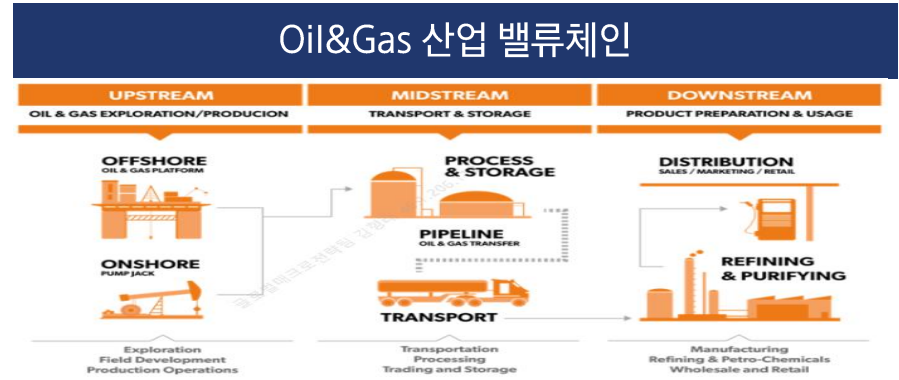 Oil&Gas 산업 밸류체인
UPSTREAM
OIL & GAS EXPLORATION/PRODUCION
OFFSHORE
OIL & GAS PLATFORM
ONSHORE
PUMP JACK
Exploration
Field Development
Production Operations
MIDSTREAM
TRANSPORT & STORAGE
PROCESS
& STORAGE
PIPELINE
OIL & GAS TRANSFER
TRANSPORT
Transportation
Processing
Trading and Storage
DOWNSTREAM
PRODUCT PREPARATION & USAGE
DISTRIBUTION
SALES / MARKETING / RETAIL
REFINING
& PURIFYING
Manufacturing
Refining & Petro-Chemicals
Wholesale and Retail